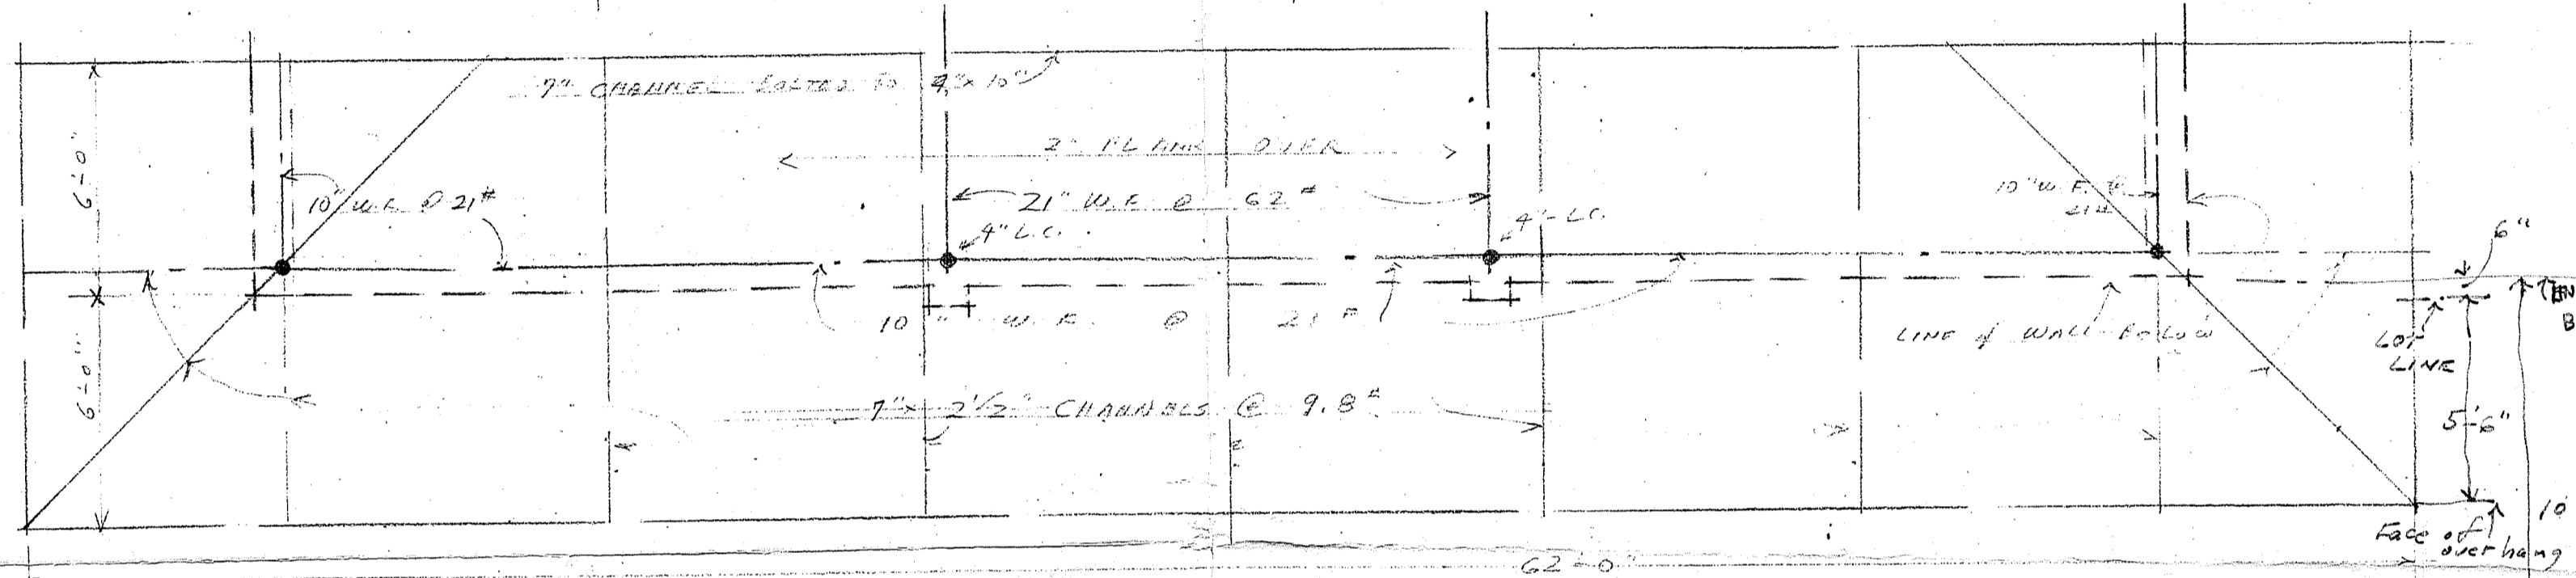 7" CHANNEL BOLTED TO 4" x 10"
6'-0"
2" PLANK OVER
21" W.F. @ 62#
10" W.F. @ 21#
10" W.F. @
21#
4" L.C.
4" L.C.
6"
10" W.F. @ 21#
LINE of WALL BELOW
LOT
LINE
6'-0"
7" x 2 1/2" CHANNELS @ 9.8#
5'-6"
10
Face of
overhang
62'-0"